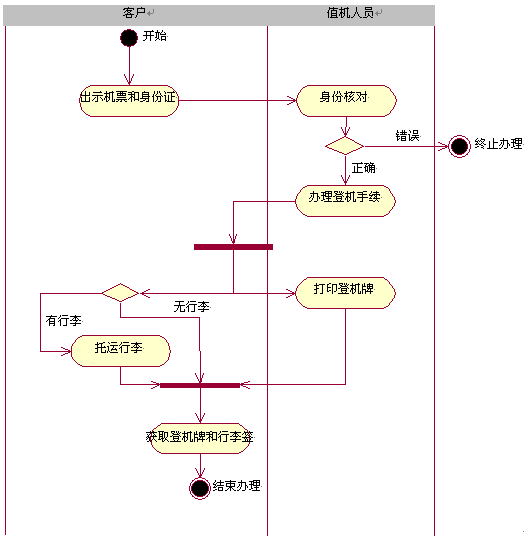 客户
值机人员
开始
出示机票和身份证
身份核对
错误
终止办理
正确
办理登机手续
打印登机牌
无行李
有行李
托运行李
获取登机牌和行李签
结束办理